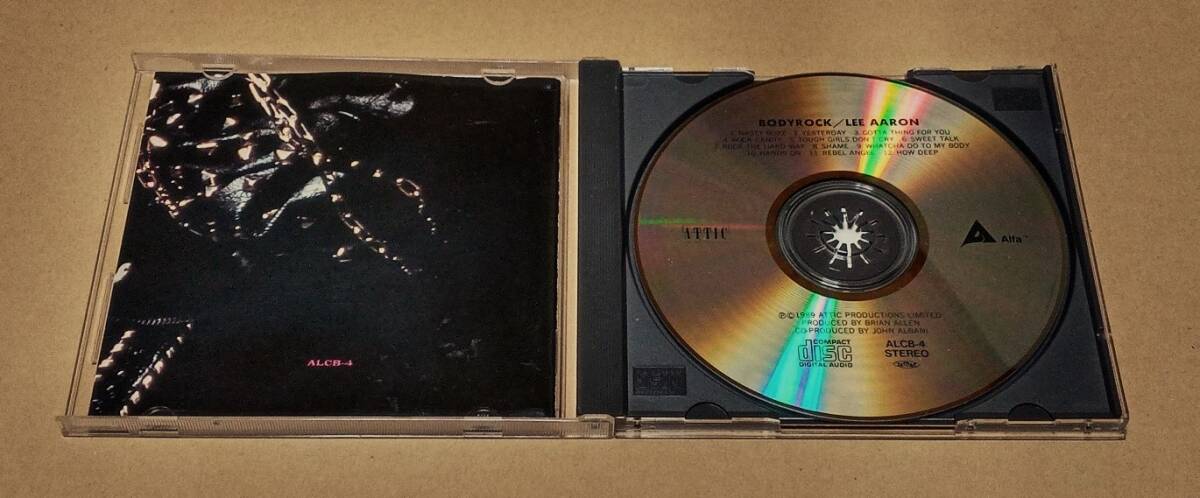 ALCB-4
BODYROCK/LEE AARON
1. NASTY BOYZ 2. YESTERDAY 3. GOTTA THING FOR YOU
4. ROCK CANDY 5. TOUGH GIRLS DON'T CRY 6. SWEET TALK
7. ROCK THE HARD WAY 8. SHAME 9. WHATCHA DO TO MY BODY
10. HANDS ON 11. REBEL ANGEL 12. HOW DEEP
ATTIC
Alfa
℗©1989 ATTIC PRODUCTIONS LIMITED
PRODUCED BY BRIAN ALLEN
CO-PRODUCED BY JOHN ALBANI
COMPACT
disc
DIGITAL AUDIO
ALCB-4
STEREO